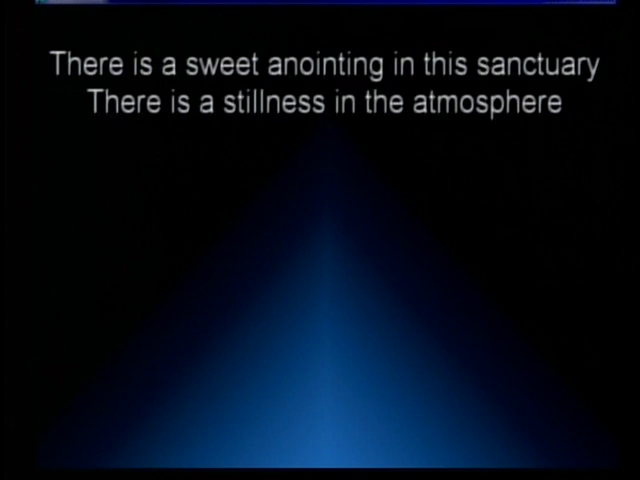 There is a sweet anointing in this sanctuary
There is a stillness in the atmosphere